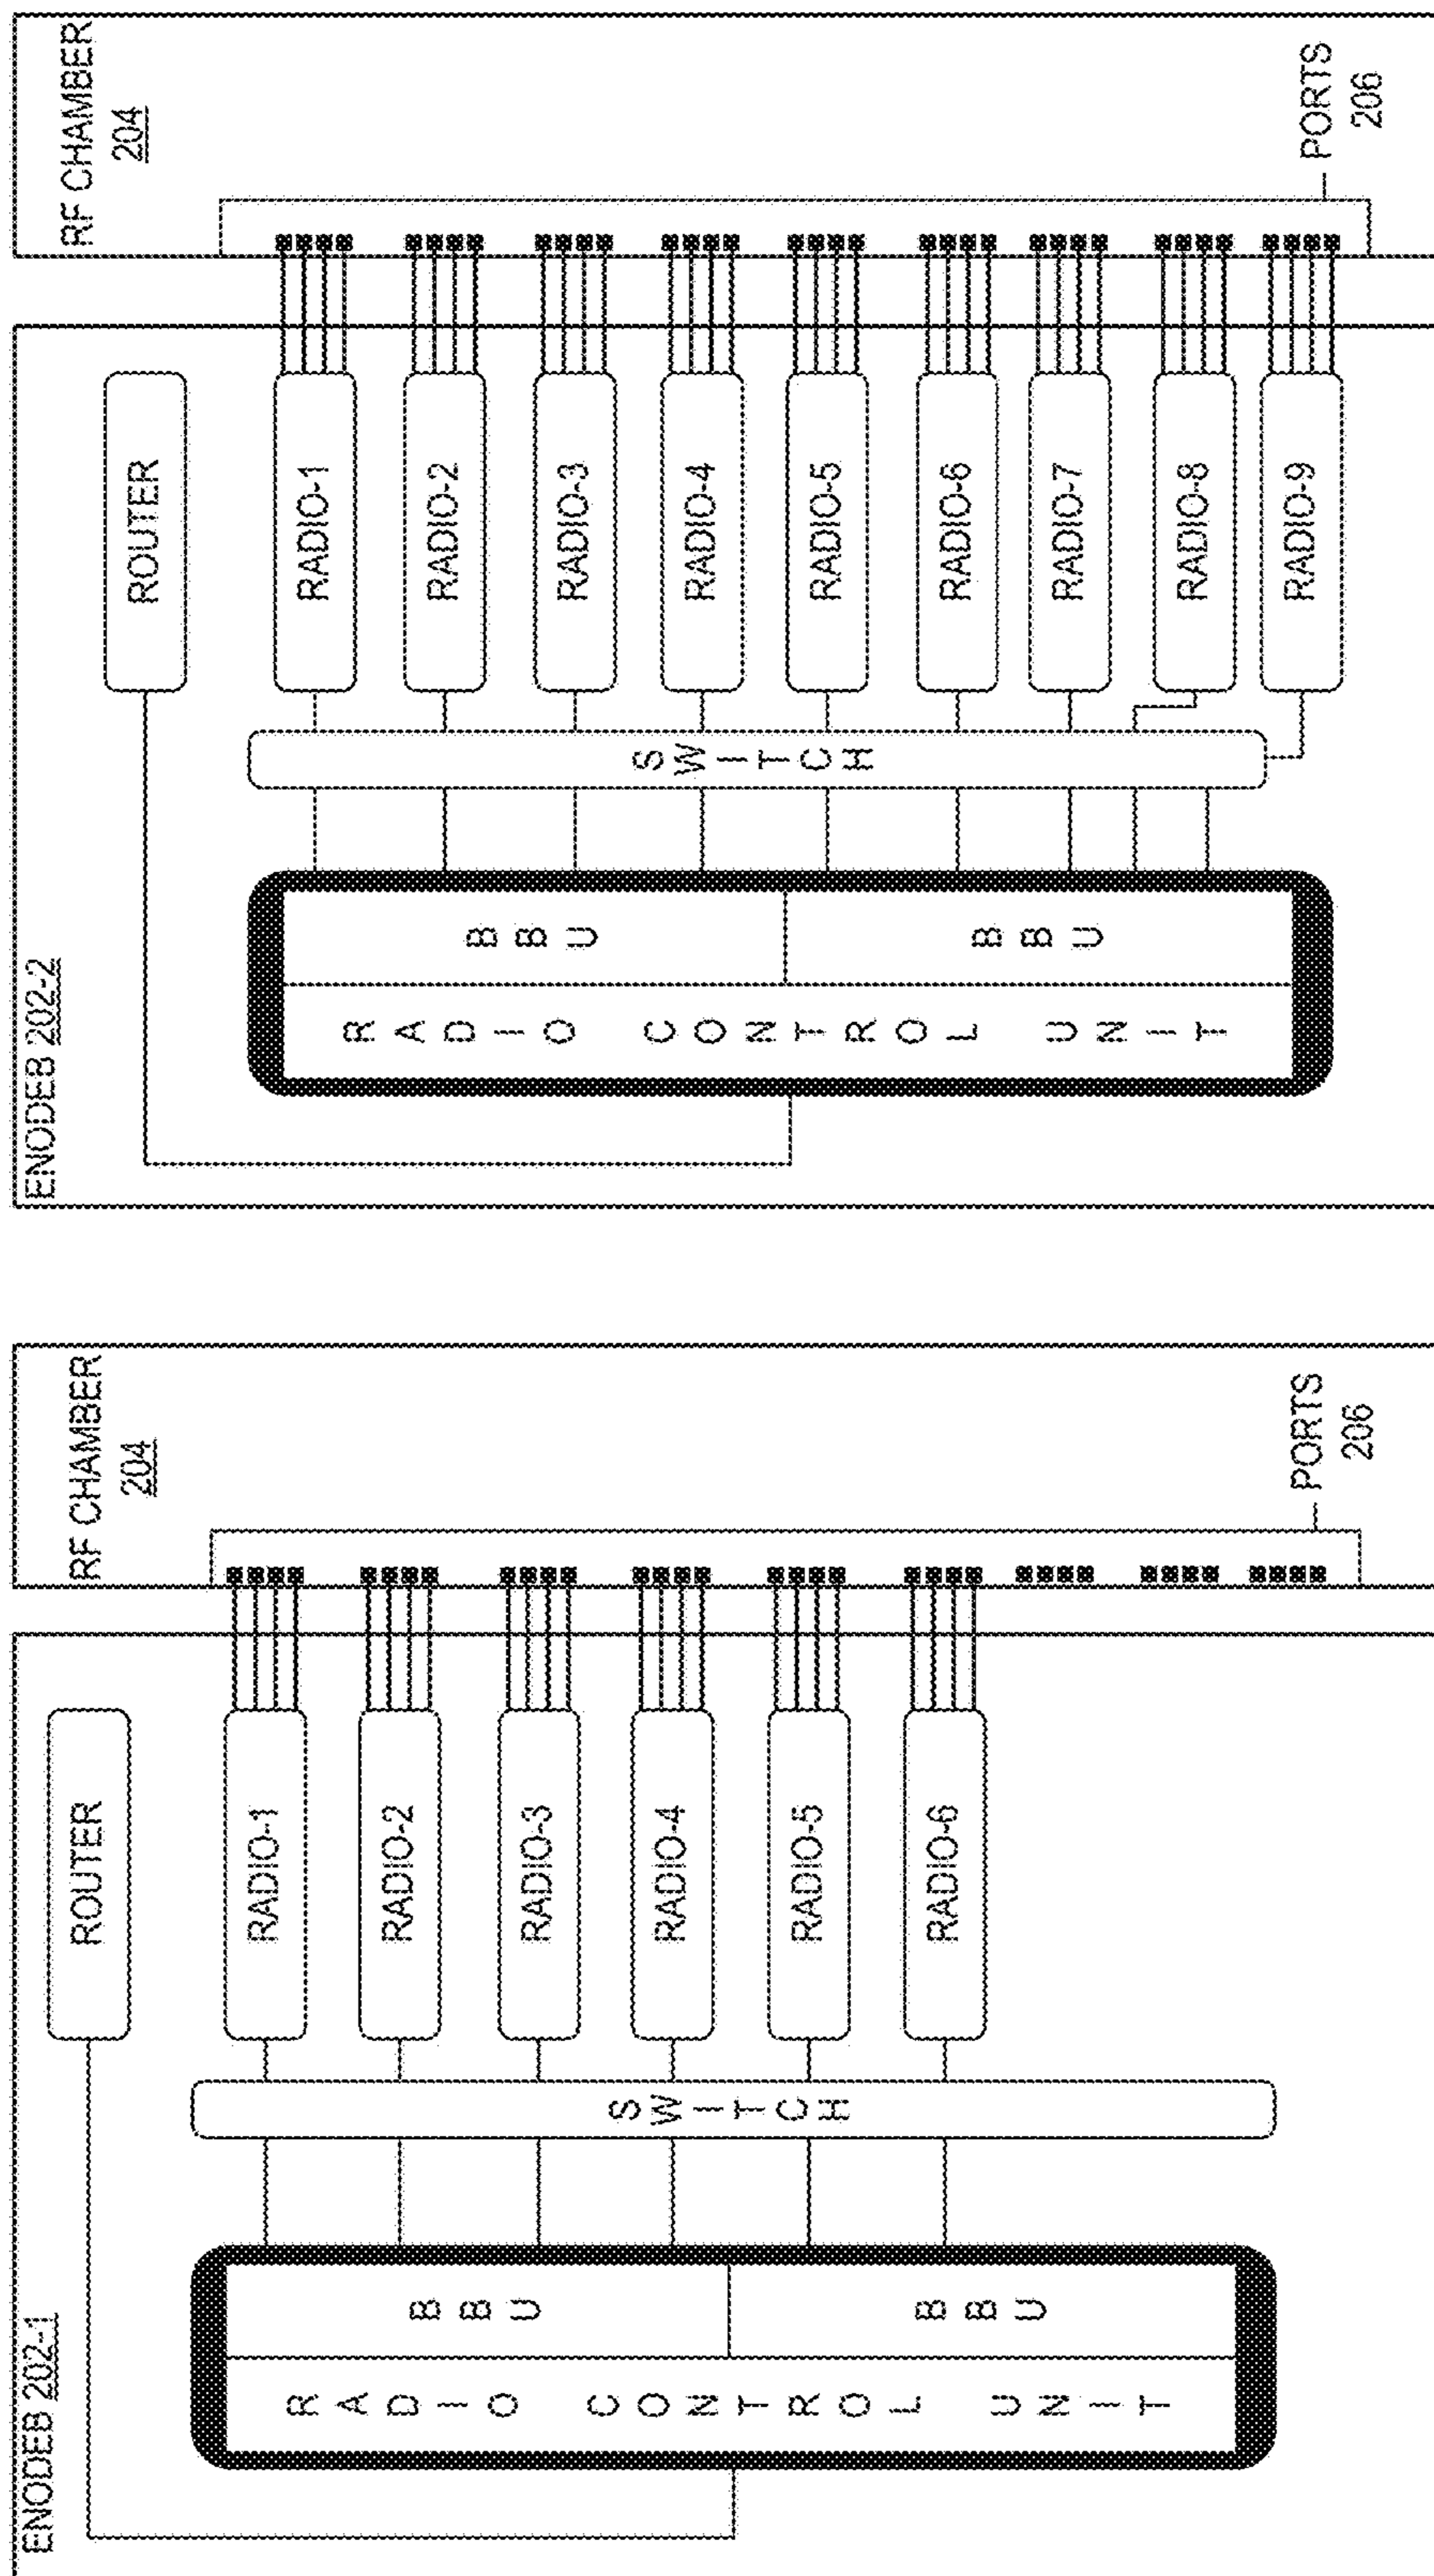 ENODEB 202-1
ROUTER
RADIO-1
RADIO-2
RADIO-3
RADIO-4
RADIO-5
RADIO-6
SWITCH
BBU
BBU
RADIO CONTROL UNIT
RF CHAMBER
204
PORTS
206
ENODEB 202-2
ROUTER
RADIO-1
RADIO-2
RADIO-3
RADIO-4
RADIO-5
RADIO-6
RADIO-7
RADIO-8
RADIO-9
SWITCH
BBU
BBU
RADIO CONTROL UNIT
RF CHAMBER
204
PORTS
206